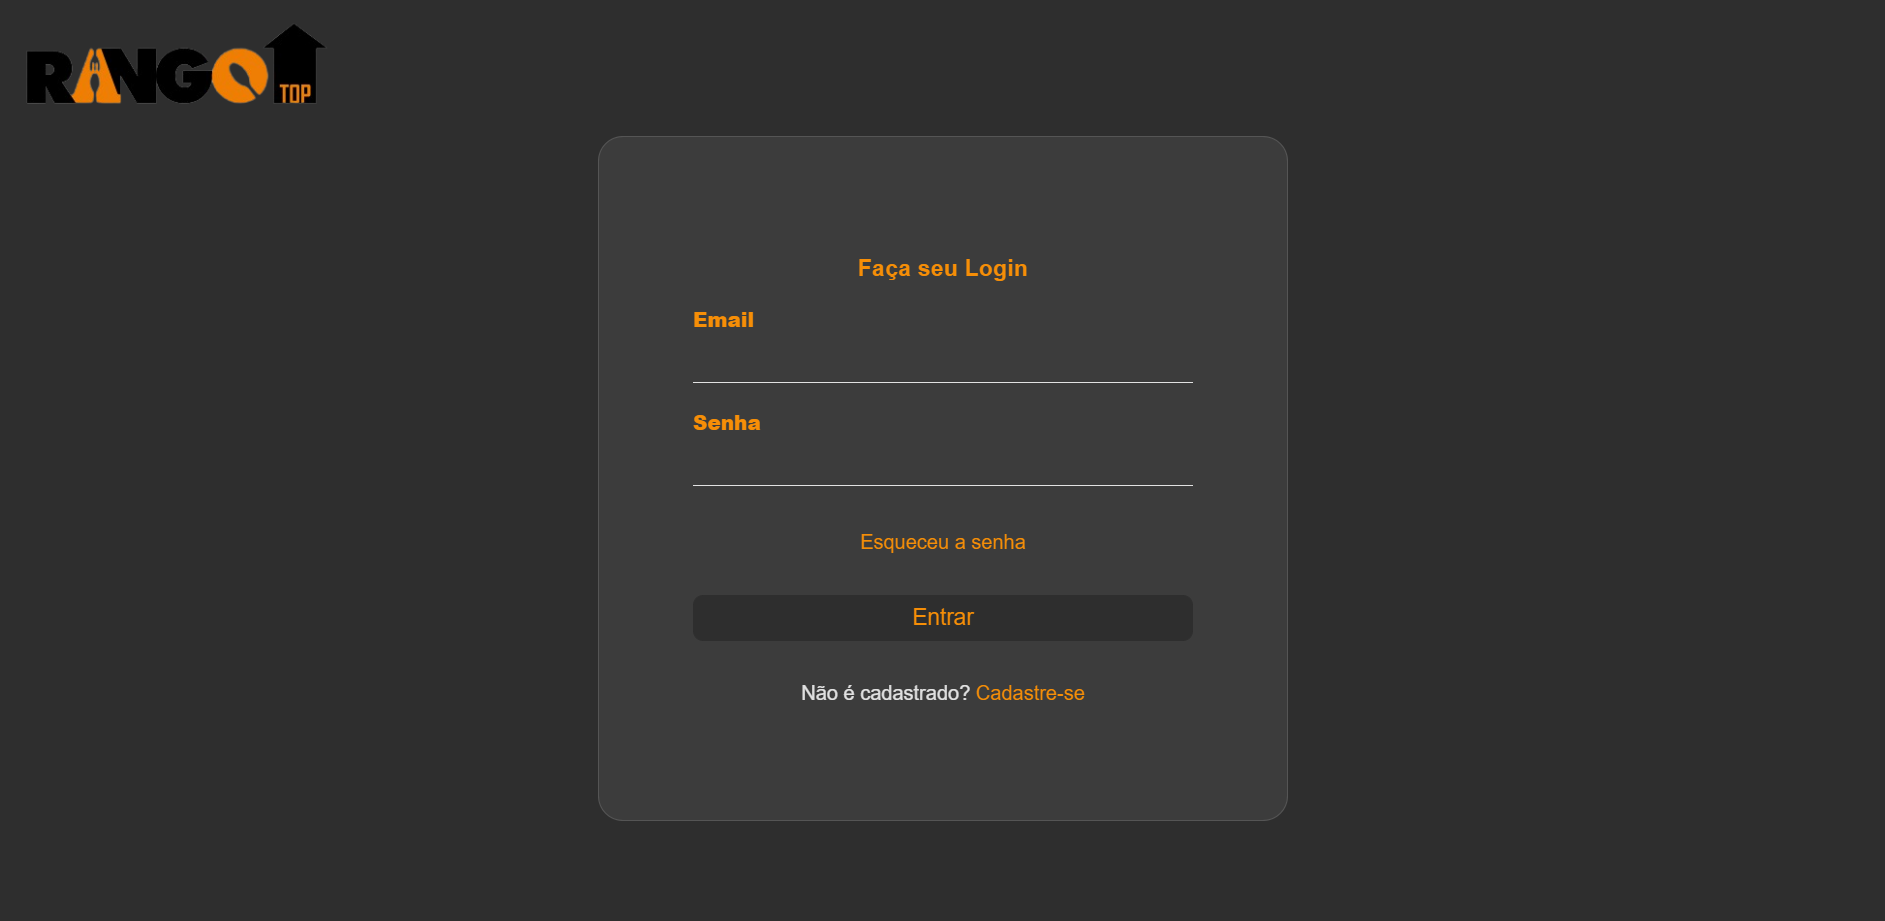 RANGO TOP
Faça seu Login
Email
Senha
Esqueceu a senha
Entrar
Não é cadastrado? Cadastre-se